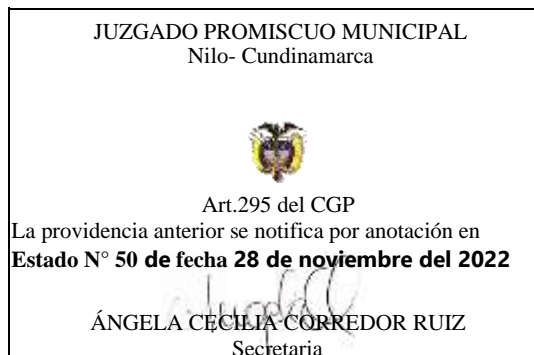 JUZGADO PROMISCUO MUNICIPAL
Nilo- Cundinamarca
Art.295 del CGP
La providencia anterior se notifica por anotación en
Estado N° 50 de fecha 28 de noviembre del 2022
ÁNGELA CECILIA CORREDOR RUIZ
Secretaria